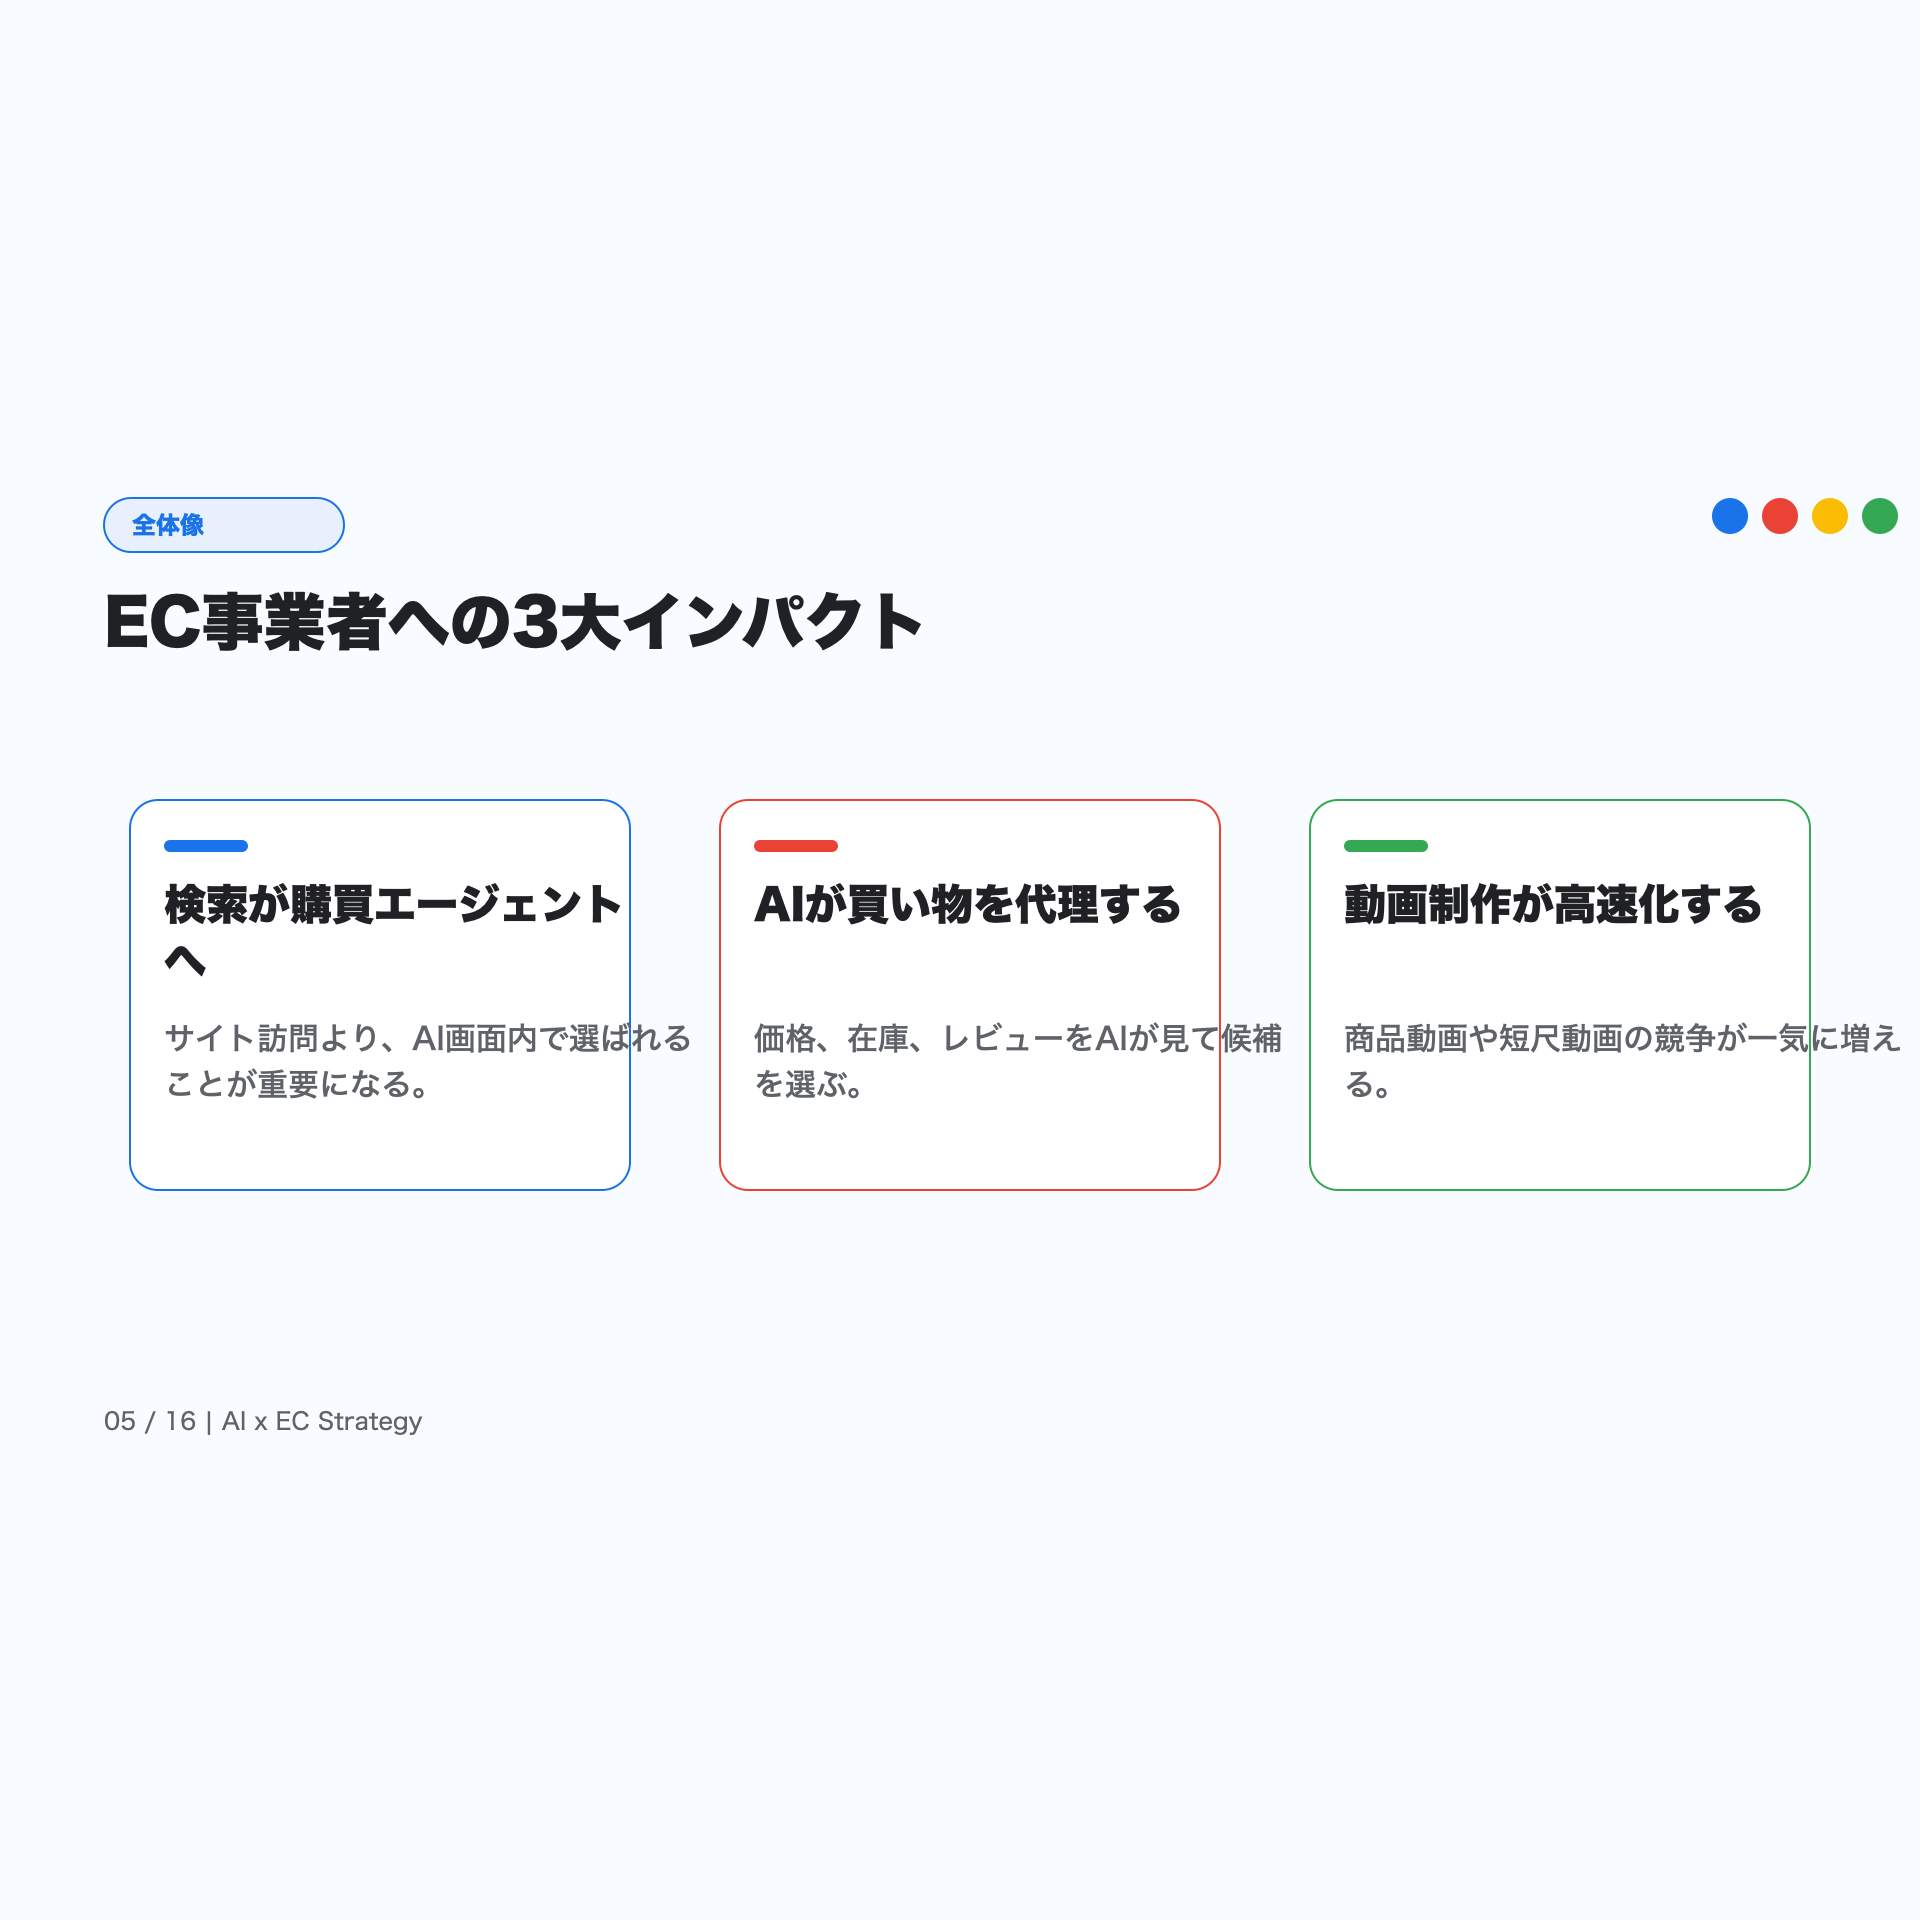 全体像
EC事業者への3大インパクト
検索が購買エージェント
へ
サイト訪問より、AI画面内で選ばれる
ことが重要になる。
AIが買い物を代理する
価格、在庫、レビューをAIが見て候補
を選ぶ。
動画制作が高速化する
商品動画や短尺動画の競争が一気に増え
る。
05 / 16 | AI x EC Strategy